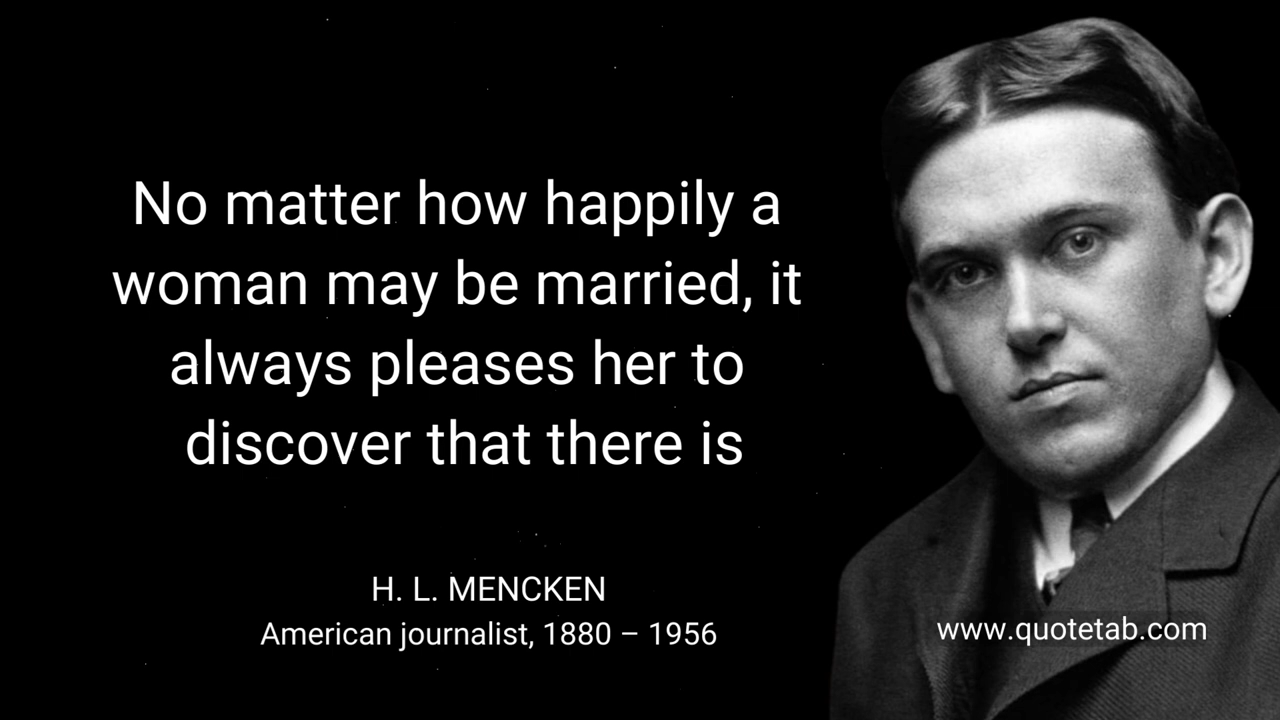 No matter how happily a
woman may be married, it
always pleases her to
discover that there is
H. L. MENCKEN
American journalist, 1880 – 1956
www.quotetab.com